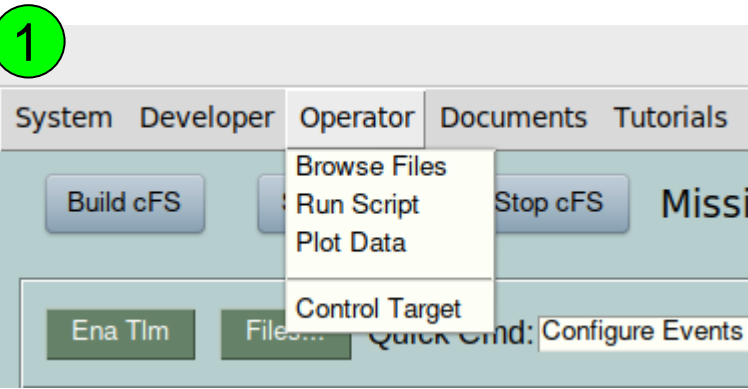 1
System Developer Operator Documents Tutorials
Browse Files
Build cFS Run Script Stop cFS
Plot Data
Control Target
Ena Tlm Quick Cmd: Configure Events